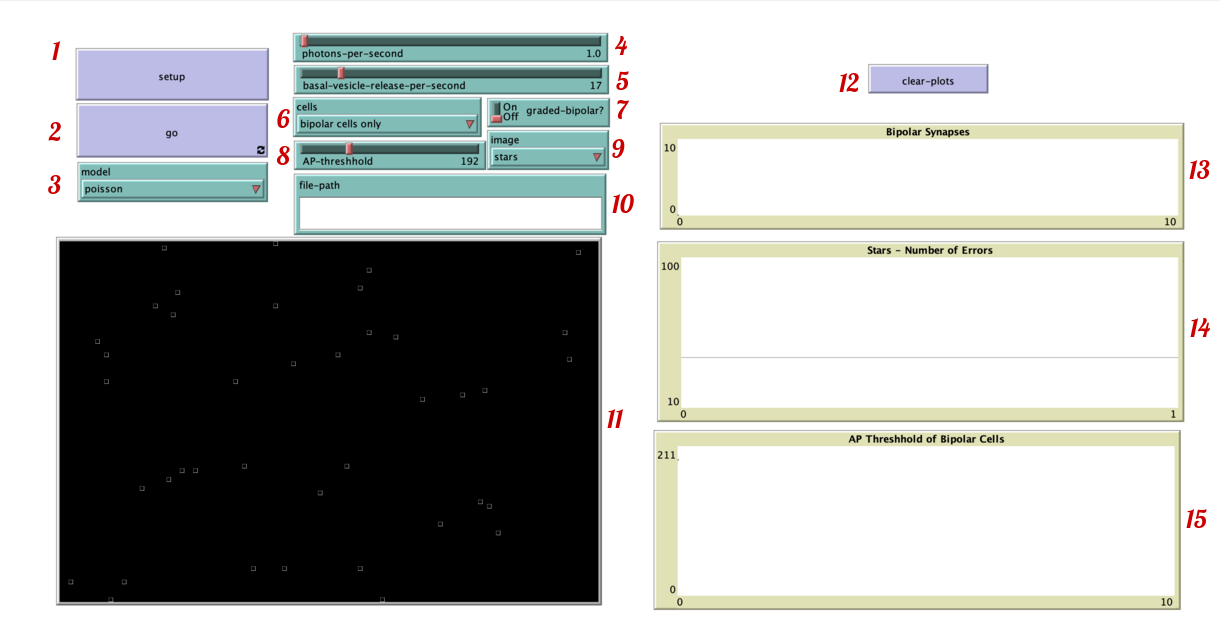 1
setup
2
go
3
model
poisson
photons-per-second 1.0
4
basal-vesicle-release-per-second 17
5
6
cells
bipolar cells only
On
Off
graded-bipolar?
7
8
AP-threshhold 192
image
stars
9
file-path
10
11
12
clear-plots
Bipolar Synapses
10
0
0 10
13
Stars - Number of Errors
100
10
0 1
14
AP Threshhold of Bipolar Cells
211
0
0 10
15